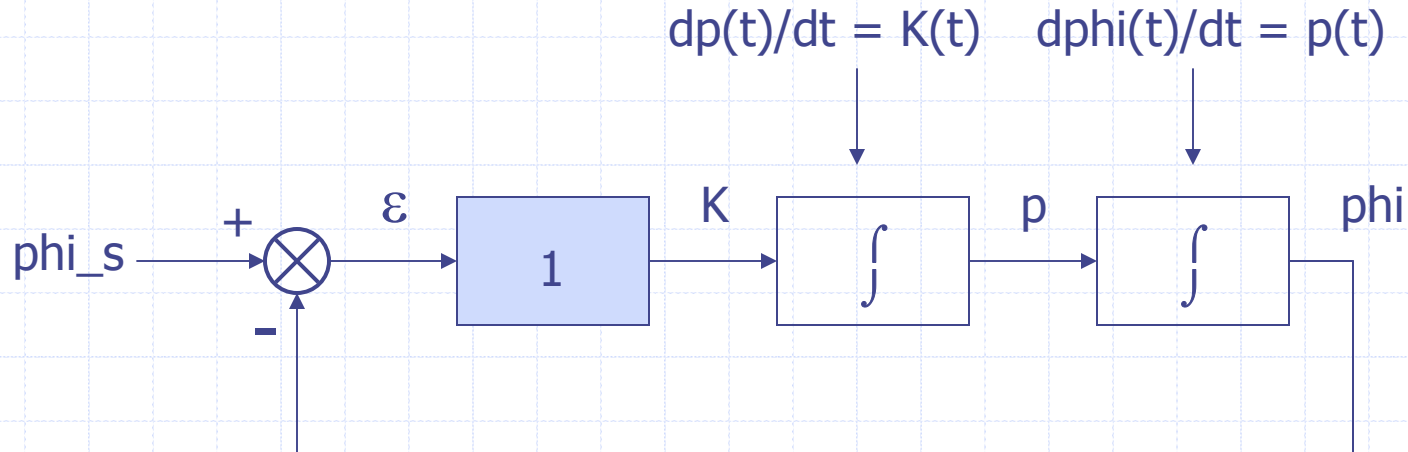 dp(t)/dt = K(t) dphi(t)/dt = p(t)
phi_s + - ε 1 K ∫ p ∫ phi